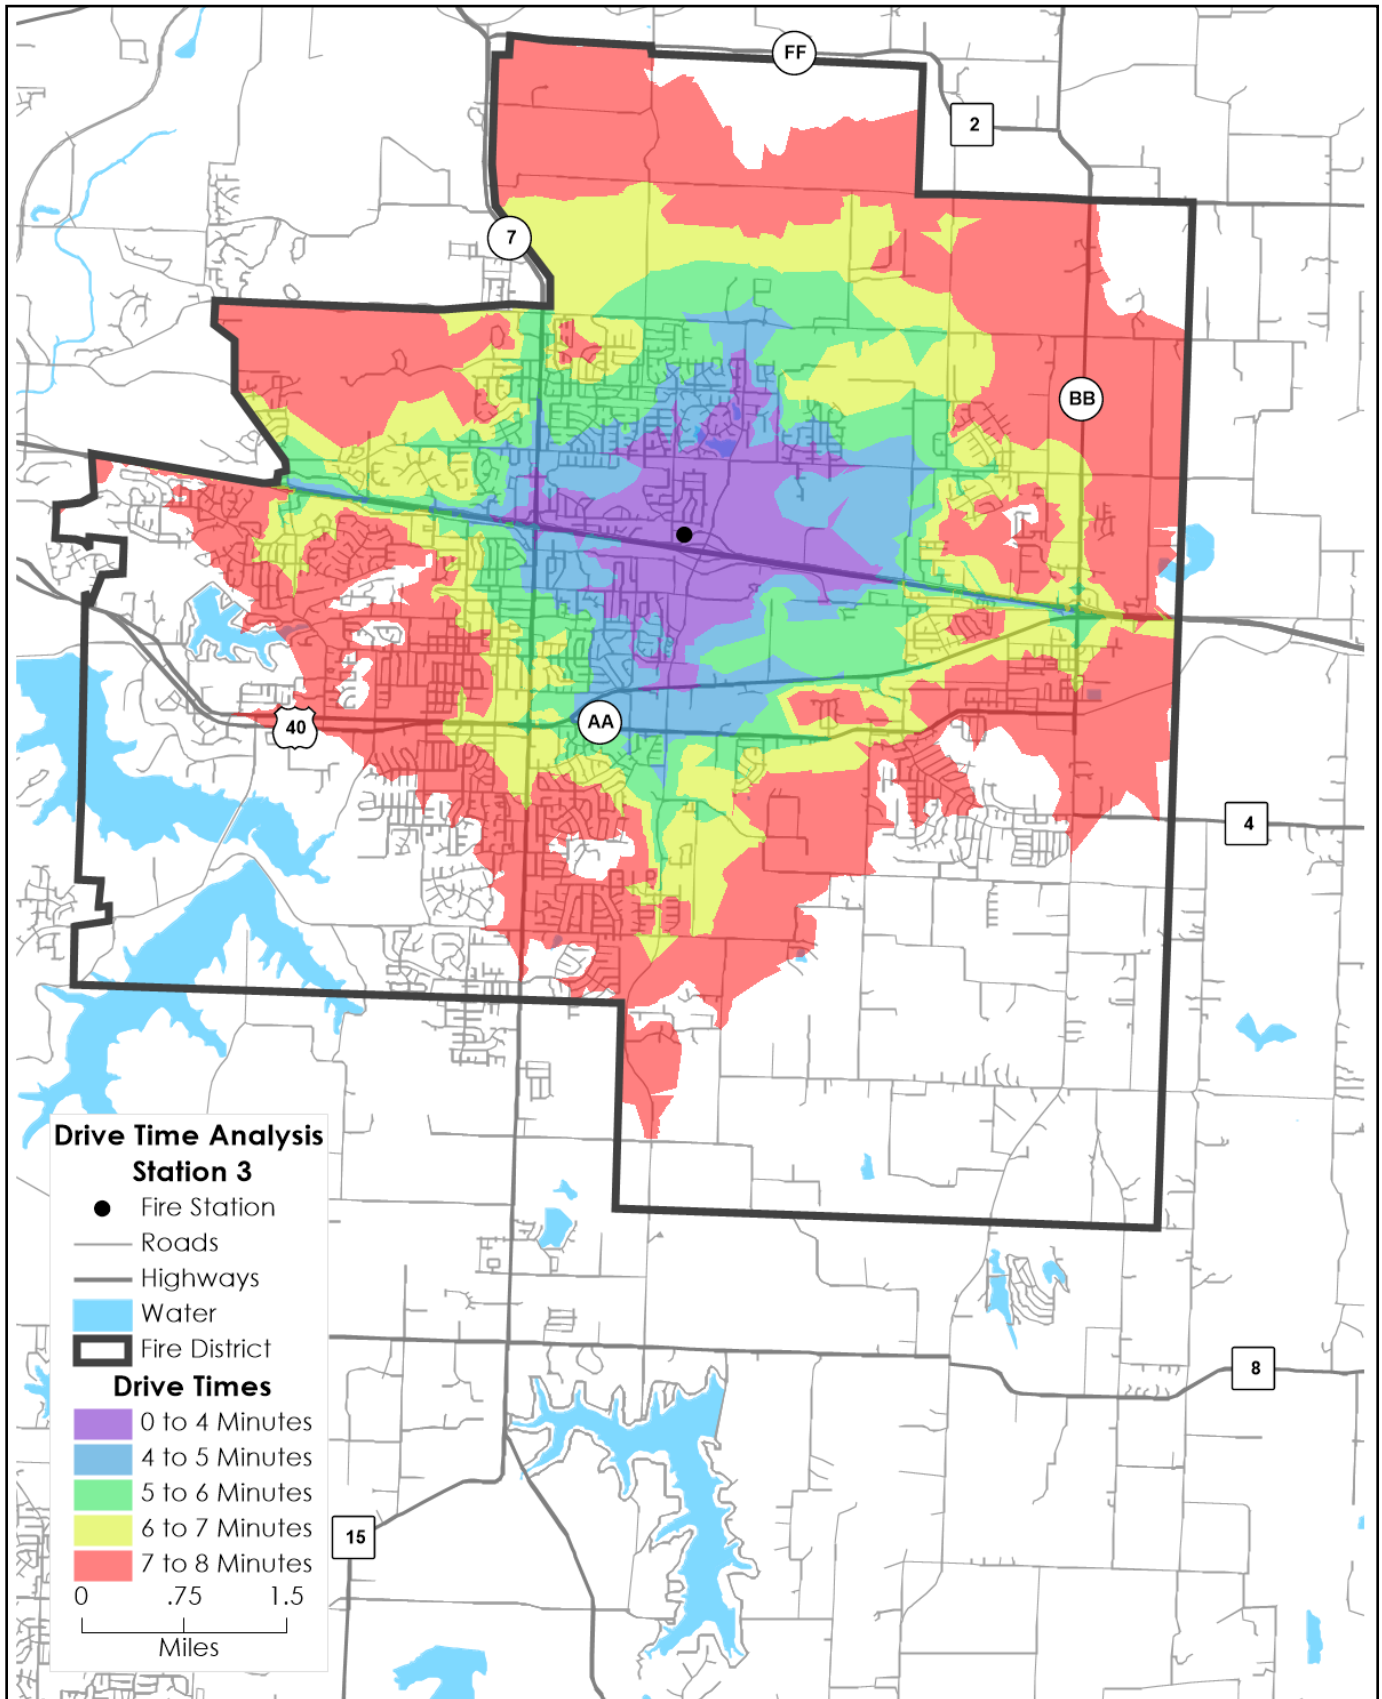 FF
2
7
BB
40
AA
4
Drive Time Analysis
Station 3
Fire Station
Roads
Highways
Water
Fire District
Drive Times
0 to 4 Minutes
4 to 5 Minutes
5 to 6 Minutes
6 to 7 Minutes
7 to 8 Minutes
0 .75 1.5
Miles
8
15